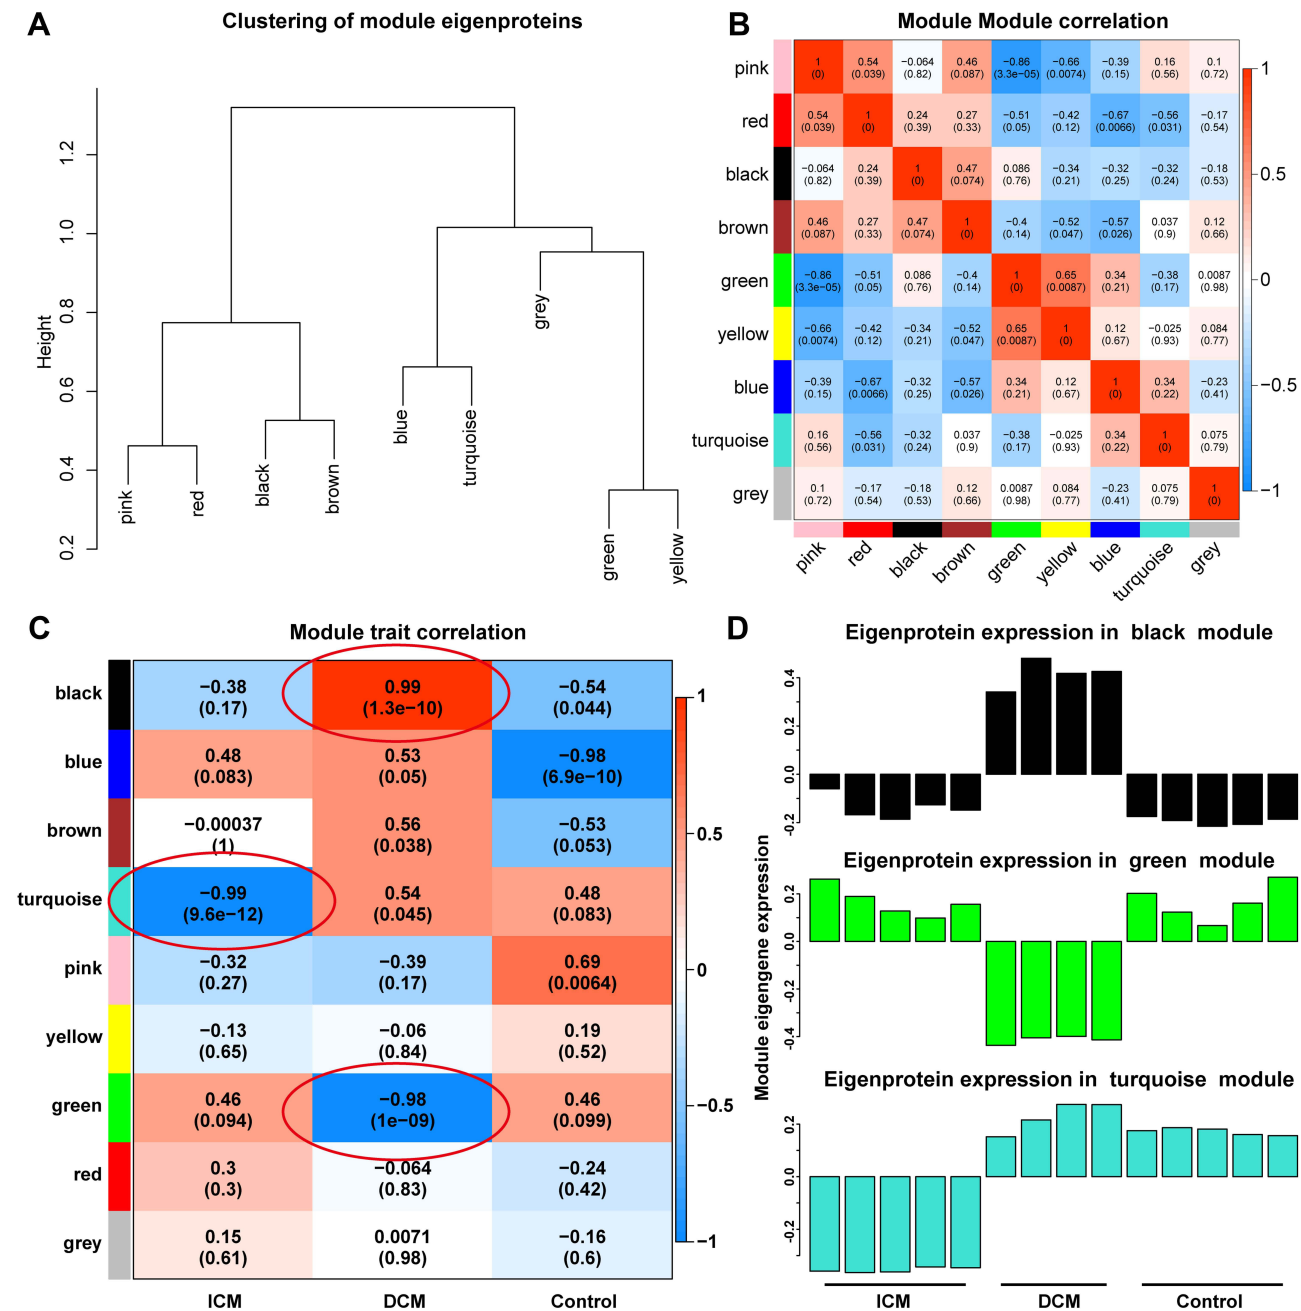 A
Clustering of module eigenproteins
Height
1.2
1.0
0.8
0.6
0.4
0.2
grey
blue
turquoise
black
brown
pink
red
green
yellow
B
Module Module correlation
pink
1 0.54 −0.064 0.46 −0.86 −0.66 −0.39 0.16 0.1
(0) (0.039) (0.82) (0.087) (3.3e−05) (0.0074) (0.15) (0.56) (0.72)
red
0.54 1 0.24 0.27 −0.51 −0.42 −0.67 −0.56 −0.17
(0.039) (0) (0.39) (0.33) (0.05) (0.12) (0.0066) (0.031) (0.54)
black
−0.064 0.24 1 0.47 0.086 −0.34 −0.32 −0.32 −0.18
(0.82) (0.39) (0) (0.074) (0.76) (0.21) (0.25) (0.24) (0.53)
brown
0.46 0.27 0.47 1 −0.4 −0.52 −0.57 0.037 0.12
(0.087) (0.33) (0.074) (0) (0.14) (0.047) (0.026) (0.9) (0.66)
green
−0.86 −0.51 0.086 −0.4 1 0.65 0.34 −0.38 0.0087
(3.3e−05) (0.05) (0.76) (0.14) (0) (0.0087) (0.21) (0.17) (0.98)
yellow
−0.66 −0.42 −0.34 −0.52 0.65 1 0.12 −0.025 0.084
(0.0074) (0.12) (0.21) (0.047) (0.0087) (0) (0.67) (0.93) (0.77)
blue
−0.39 −0.67 −0.32 −0.57 0.34 0.12 1 0.34 −0.23
(0.15) (0.0066) (0.25) (0.026) (0.21) (0.67) (0) (0.22) (0.41)
turquoise
0.16 −0.56 −0.32 0.037 −0.38 −0.025 0.34 1 0.075
(0.56) (0.031) (0.24) (0.9) (0.17) (0.93) (0.22) (0) (0.79)
grey
0.1 −0.17 −0.18 0.12 0.0087 0.084 −0.23 0.075 1
(0.72) (0.54) (0.53) (0.66) (0.98) (0.77) (0.41) (0.79) (0)
pink red black brown green yellow blue turquoise grey
1
0.5
0
−0.5
−1
C
Module trait correlation
black
−0.38 0.99 −0.54
(0.17) (1.3e−10) (0.044)
blue
0.48 0.53 −0.98
(0.083) (0.05) (6.9e−10)
brown
−0.00037 0.56 −0.53
(1) (0.038) (0.053)
turquoise
−0.99 0.54 0.48
(9.6e−12) (0.045) (0.083)
pink
−0.32 −0.39 0.69
(0.27) (0.17) (0.0064)
yellow
−0.13 −0.06 0.19
(0.65) (0.84) (0.52)
green
0.46 −0.98 0.46
(0.094) (1e−09) (0.099)
red
0.3 −0.064 −0.24
(0.3) (0.83) (0.42)
grey
0.15 0.0071 −0.16
(0.61) (0.98) (0.6)
ICM DCM Control
1
0.5
0
−0.5
−1
D
Module eigengene expression
Eigenprotein expression in black module
0.4
0.2
0.0
-0.2
Eigenprotein expression in green module
0.2
0.0
-0.2
-0.4
Eigenprotein expression in turquoise module
0.2
0.0
-0.2
ICM DCM Control